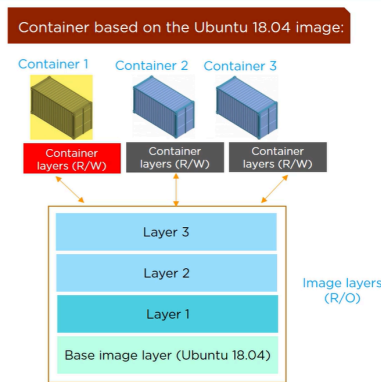 Container based on the Ubuntu 18.04 image:
Container 1
Container 2
Container 3
Container
layers (R/W)
Container
layers (R/W)
Container
layers (R/W)
Layer 3
Layer 2
Layer 1
Base image layer (Ubuntu 18.04)
Image layers
(R/O)